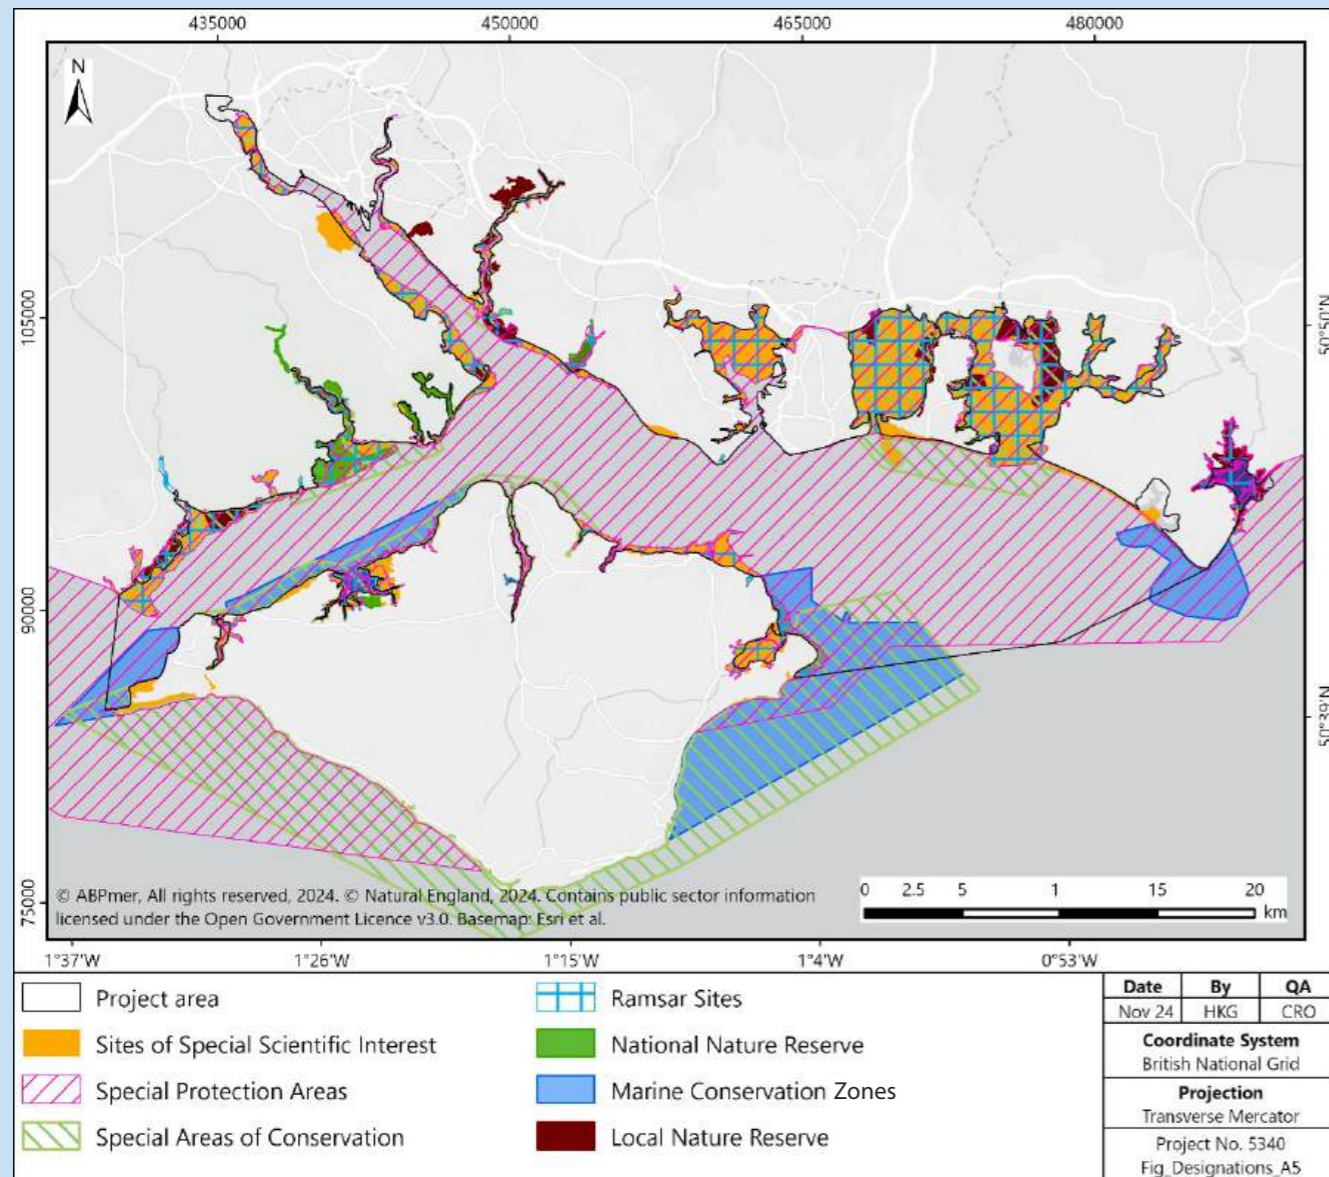 435000 450000 465000 480000
N
105000
90000
75000
50°50'N
50°39'N
© ABPmer, All rights reserved, 2024. © Natural England, 2024. Contains public sector information
licensed under the Open Government Licence v3.0. Basemap: Esri et al.
0 2.5 5 1 15 20
km
1°37'W 1°26'W 1°15'W 1°4'W 0°53'W
Project area
Sites of Special Scientific Interest
Special Protection Areas
Special Areas of Conservation
Ramsar Sites
National Nature Reserve
Marine Conservation Zones
Local Nature Reserve
Date By QA
Nov 24 HKG CRO
Coordinate System
British National Grid
Projection
Transverse Mercator
Project No. 5340
Fig_Designations_A5